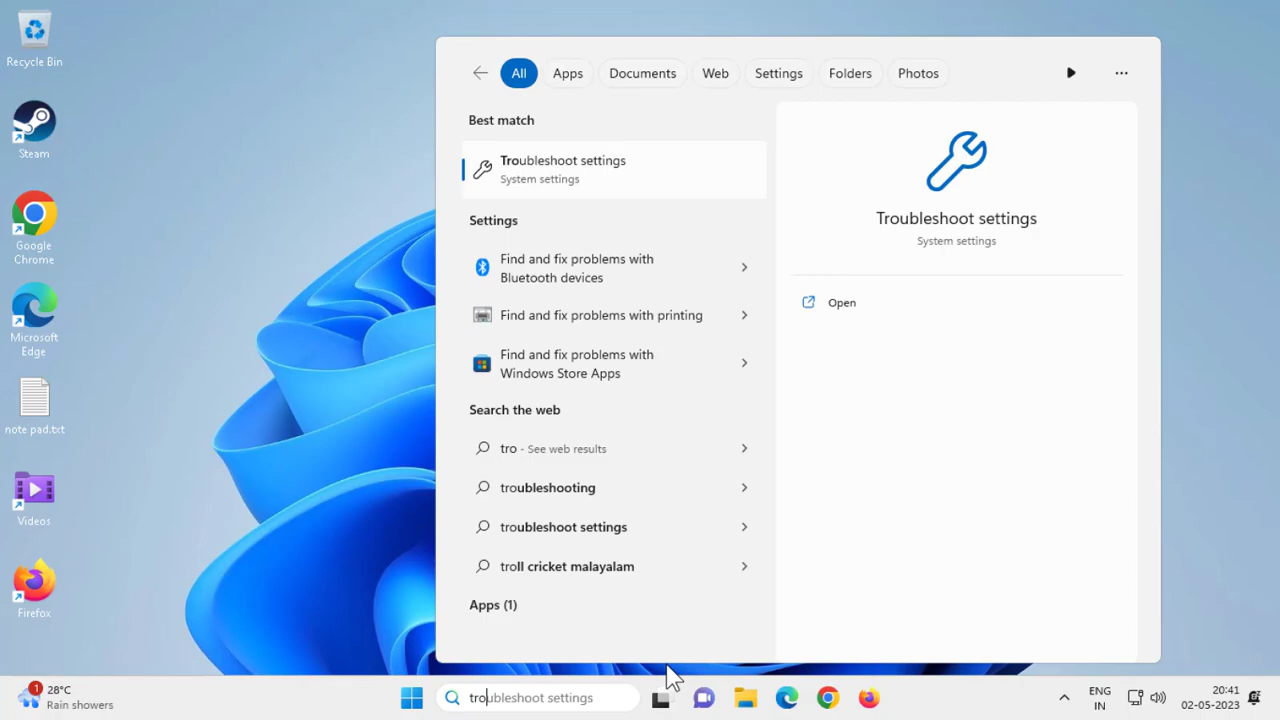 Recycle Bin
Steam
Google
Chrome
Microsoft
Edge
note pad.txt
Videos
Firefox
All
Apps
Documents
Web
Settings
Folders
Photos
Best match
Troubleshoot settings
System settings
Settings
Find and fix problems with
Bluetooth devices
Find and fix problems with printing
Find and fix problems with
Windows Store Apps
Search the web
tro - See web results
troubleshooting
troubleshoot settings
troll cricket malayalam
Apps (1)
Troubleshoot settings
System settings
Open
1
28°C
Rain showers
troubleshoot settings
ENG
IN
20:41
02-05-2023